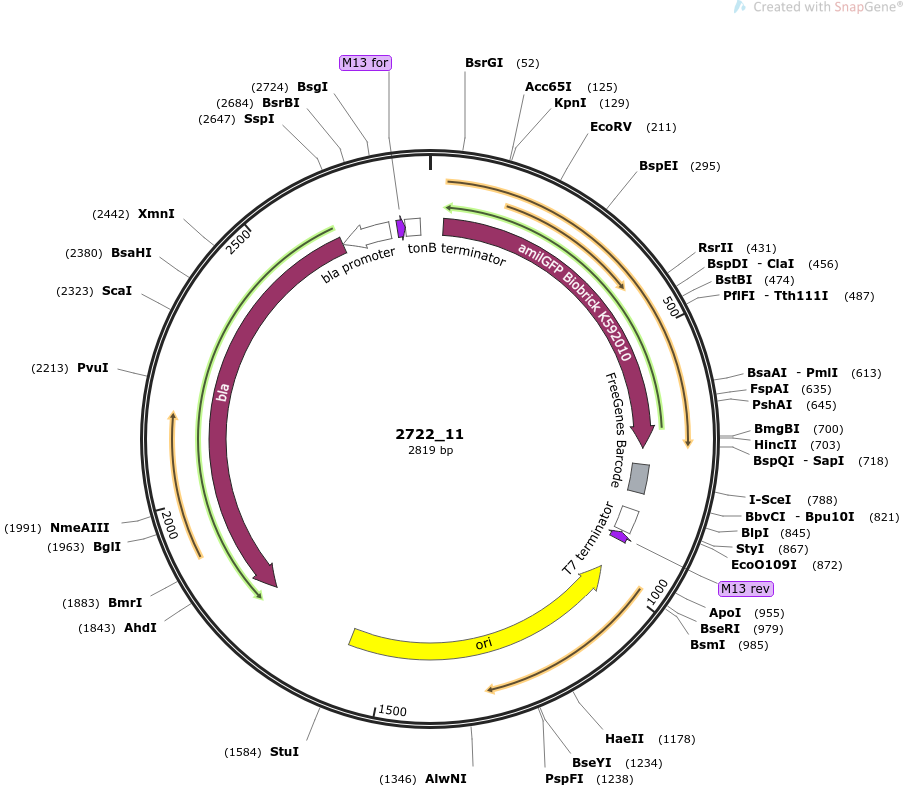 Created with SnapGene®
M13 for
BsrGI (52)
(2724) BsgI
Acc65I (125)
(2684) BsrBI
KpnI (129)
(2647) SspI
EcoRV (211)
BspEI (295)
(2442) XmnI
2500
tonB terminator
bla promoter
amilGFP Biobrick K592010
RsrII (431)
(2380) BsaHI
BspDI - ClaI (456)
BstBI (474)
(2323) ScaI
PflFI - Tth111I (487)
500
(2213) PvuI
BsaAI - PmlI (613)
FspAI (635)
bla
PshAI (645)
FreeGenes Barcode
2722_11
2819 bp
BmgBI (700)
HincII (703)
BspQI - SapI (718)
I-SceI (788)
(1991) NmeAIII
2000
BbvCI - Bpu10I (821)
BlpI (845)
(1963) BglI
T7 terminator
StyI (867)
EcoO109I (872)
M13 rev
(1883) BmrI
1000
ApoI (955)
(1843) AhdI
BseRI (979)
BsmI (985)
ori
1500
HaeII (1178)
(1584) StuI
BseYI (1234)
(1346) AlwNI
PspFI (1238)